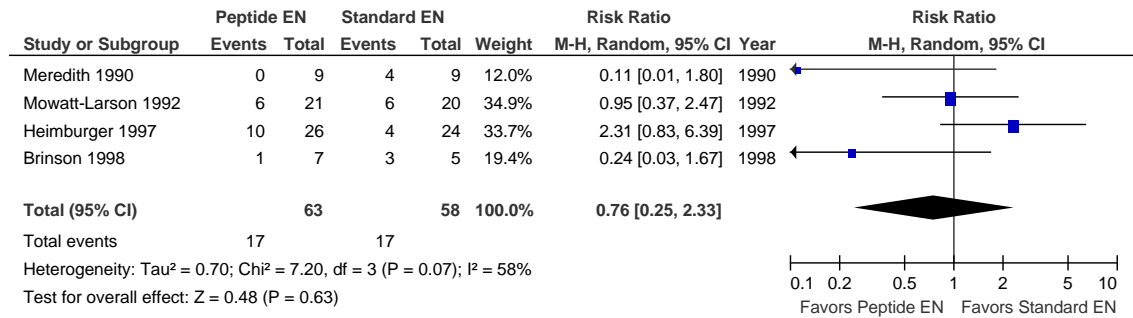 Peptide EN Standard EN Risk Ratio Risk Ratio
Study or Subgroup Events Total Events Total Weight M-H, Random, 95% CI Year M-H, Random, 95% CI
Meredith 1990 0 9 4 9 12.0% 0.11 [0.01, 1.80] 1990
Mowatt-Larson 1992 6 21 6 20 34.9% 0.95 [0.37, 2.47] 1992
Heimburger 1997 10 26 4 24 33.7% 2.31 [0.83, 6.39] 1997
Brinson 1998 1 7 3 5 19.4% 0.24 [0.03, 1.67] 1998
Total (95% CI) 63 58 100.0% 0.76 [0.25, 2.33]
Total events 17 17
Heterogeneity: Tau² = 0.70; Chi² = 7.20, df = 3 (P = 0.07); I² = 58%
Test for overall effect: Z = 0.48 (P = 0.63)
0.1 0.2 0.5 1 2 5 10
Favors Peptide EN Favors Standard EN